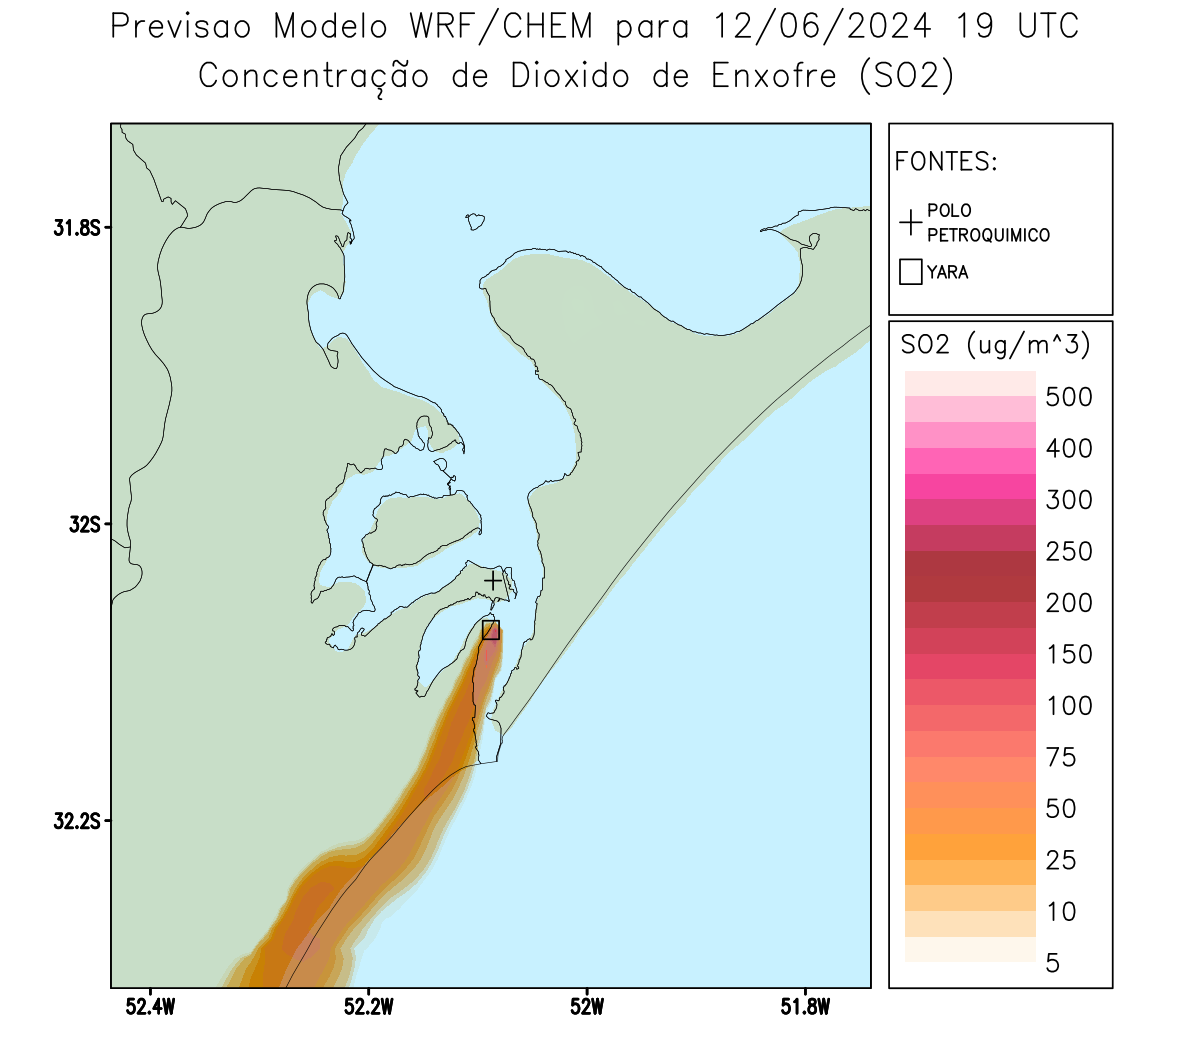 Previsao Modelo WRF/CHEM para 12/06/2024 19 UTC
Concentração de Dioxido de Enxofre (SO2)
FONTES:
POLO
PETROQUIMICO
YARA
SO2 (ug/m^3)
500
400
300
250
200
150
100
75
50
25
10
5
31.8S
32S
32.2S
52.4W
52.2W
52W
51.8W